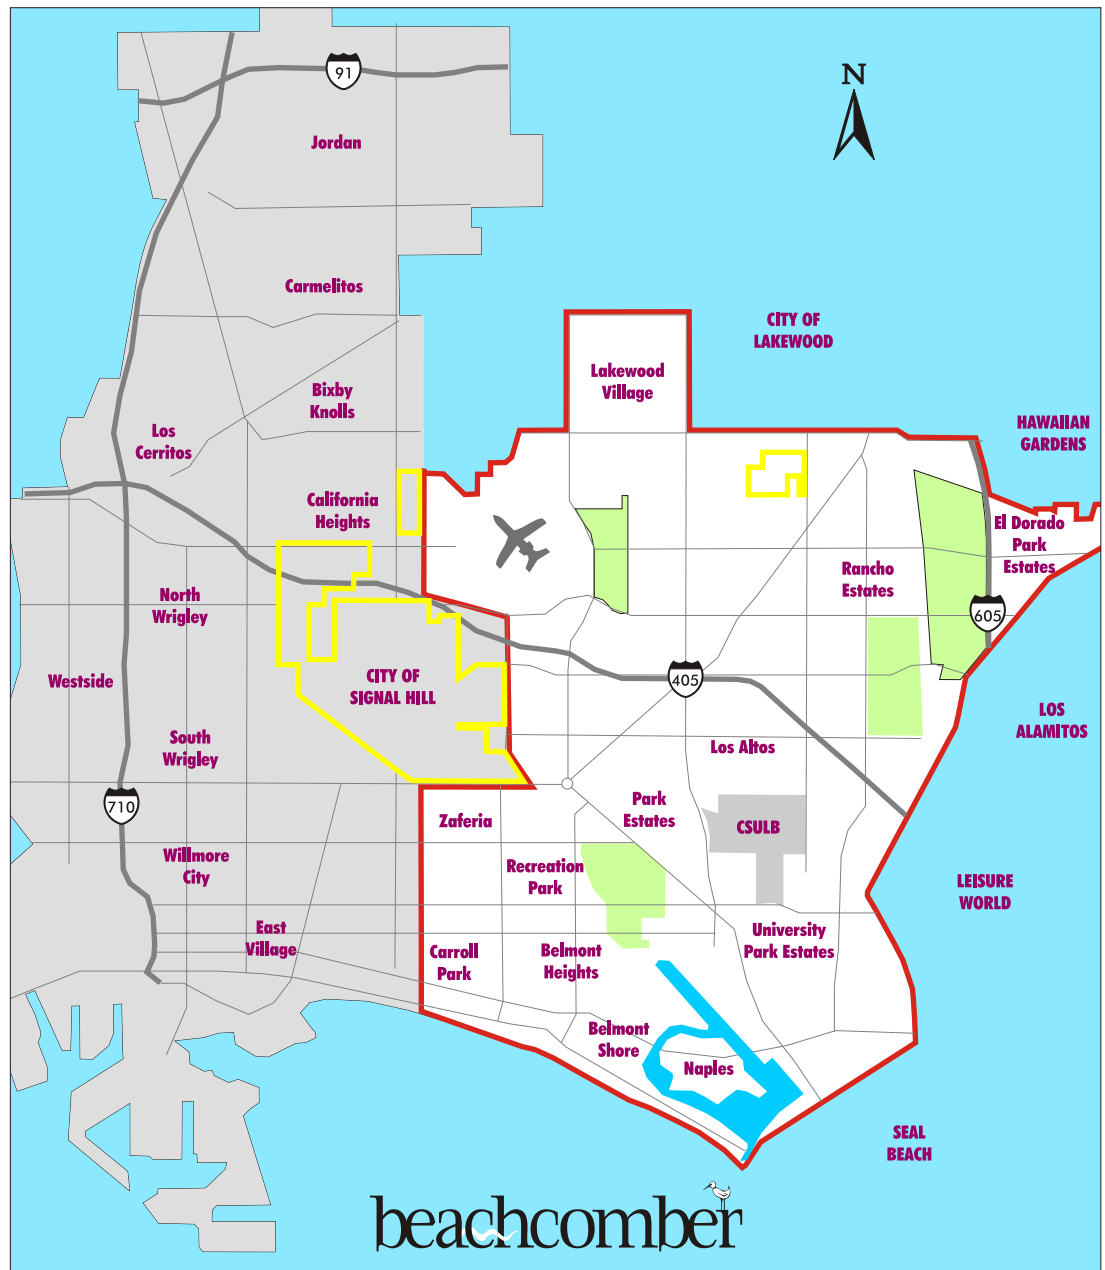 91
N
Jordan
Carmelitos
CITY OF
LAKEWOOD
Lakewood
Village
Bixby
Knolls
Los
Cerritos
HAWAIIAN
GARDENS
California
Heights
El Dorado
Park
Estates
Rancho
Estates
North
Wrigley
605
CITY OF
SIGNAL HILL
Westside
405
LOS
ALAMITOS
South
Wrigley
Los Altos
710
Zaferia
Park
Estates
CSULB
Willmore
City
Recreation
Park
LEISURE
WORLD
East
Village
Carroll
Park
Belmont
Heights
University
Park Estates
Belmont
Shore
Naples
SEAL
BEACH
beachcomber